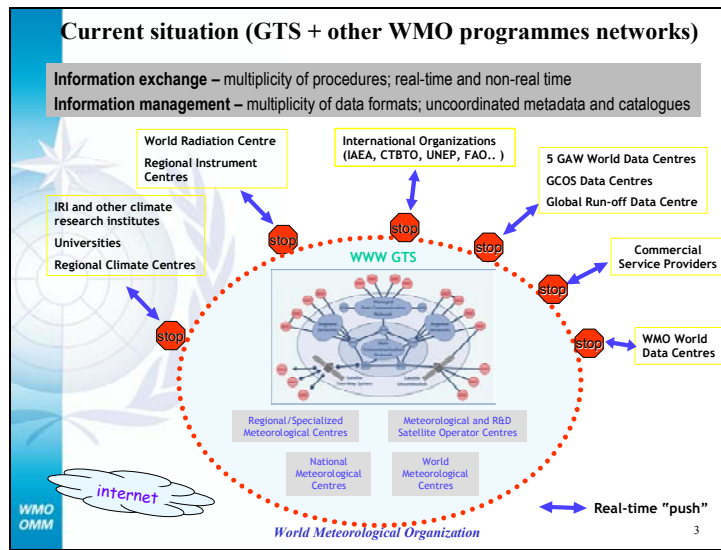 Current situation (GTS + other WMO programmes networks)
Information exchange – multiplicity of procedures; real-time and non-real time
Information management – multiplicity of data formats; uncoordinated metadata and catalogues
World Radiation Centre
Regional Instrument
Centres
International Organizations
(IAEA, CTBTO, UNEP, FAO.. )
5 GAW World Data Centres
GCOS Data Centres
Global Run-off Data Centre
IRI and other climate
research institutes
Universities
Regional Climate Centres
Commercial
Service Providers
WMO World
Data Centres
stop
stop
stop
stop
stop
stop
WWW GTS
Regional/Specialized
Meteorological Centres
Meteorological and R&D
Satellite Operator Centres
National
Meteorological
Centres
World
Meteorological
Centres
internet
Real-time “push”
WMO
OMM
World Meteorological Organization
3